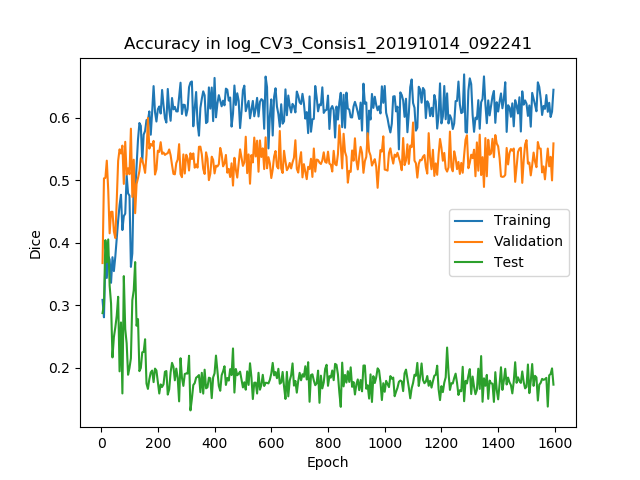 Accuracy in log_CV3_Consis1_20191014_092241
Dice
0.6
0.5
0.4
0.3
0.2
Training
Validation
Test
0 200 400 600 800 1000 1200 1400 1600
Epoch